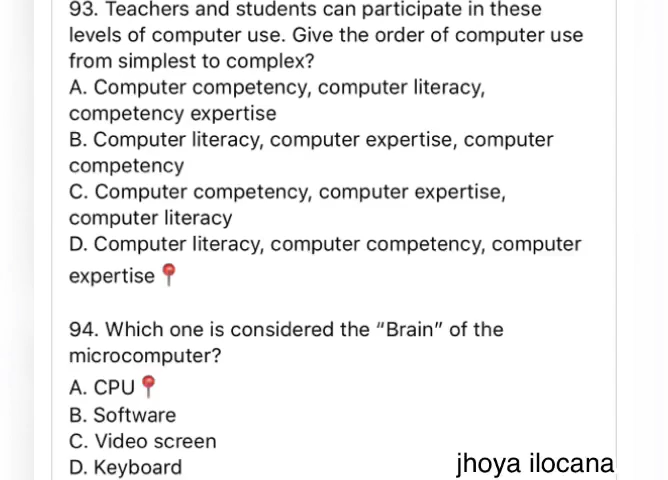 93. Teachers and students can participate in these
levels of computer use. Give the order of computer use
from simplest to complex?
A. Computer competency, computer literacy,
competency expertise
B. Computer literacy, computer expertise, computer
competency
C. Computer competency, computer expertise,
computer literacy
D. Computer literacy, computer competency, computer
expertise 📍
94. Which one is considered the “Brain” of the
microcomputer?
A. CPU 📍
B. Software
C. Video screen
D. Keyboard
jhoya ilocana